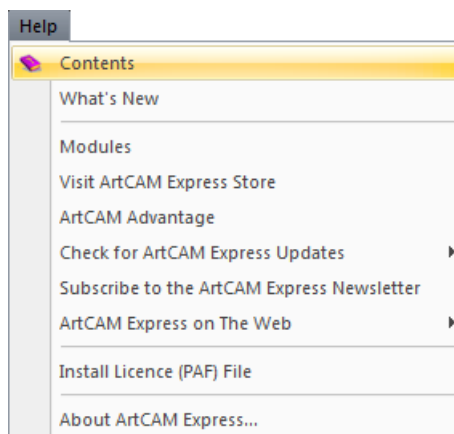 Help
Contents
What's New
Modules
Visit ArtCAM Express Store
ArtCAM Advantage
Check for ArtCAM Express Updates
Subscribe to the ArtCAM Express Newsletter
ArtCAM Express on The Web
Install Licence (PAF) File
About ArtCAM Express...